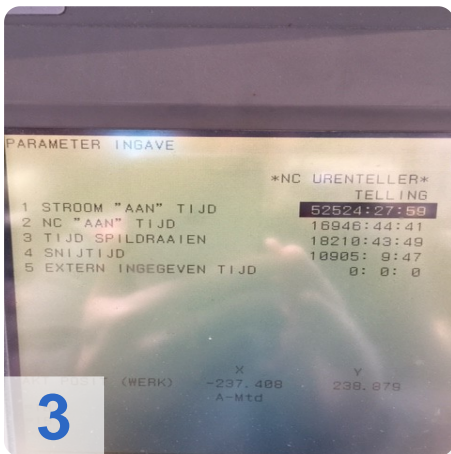 PARAMETER INGAVE
*NC URENTELLER*
TELLING
1 STROOM "AAN" TIJD 52524:27:59
2 NC "AAN" TIJD 16946:44:41
3 TIJD SPILDRAAIEN 18210:43:49
4 SNIJTIJD 10905: 9:47
5 EXTERN INGEGEVEN TIJD 0: 0: 0
X Y
(WERK) -237.408 239.879
A-Mtd
3